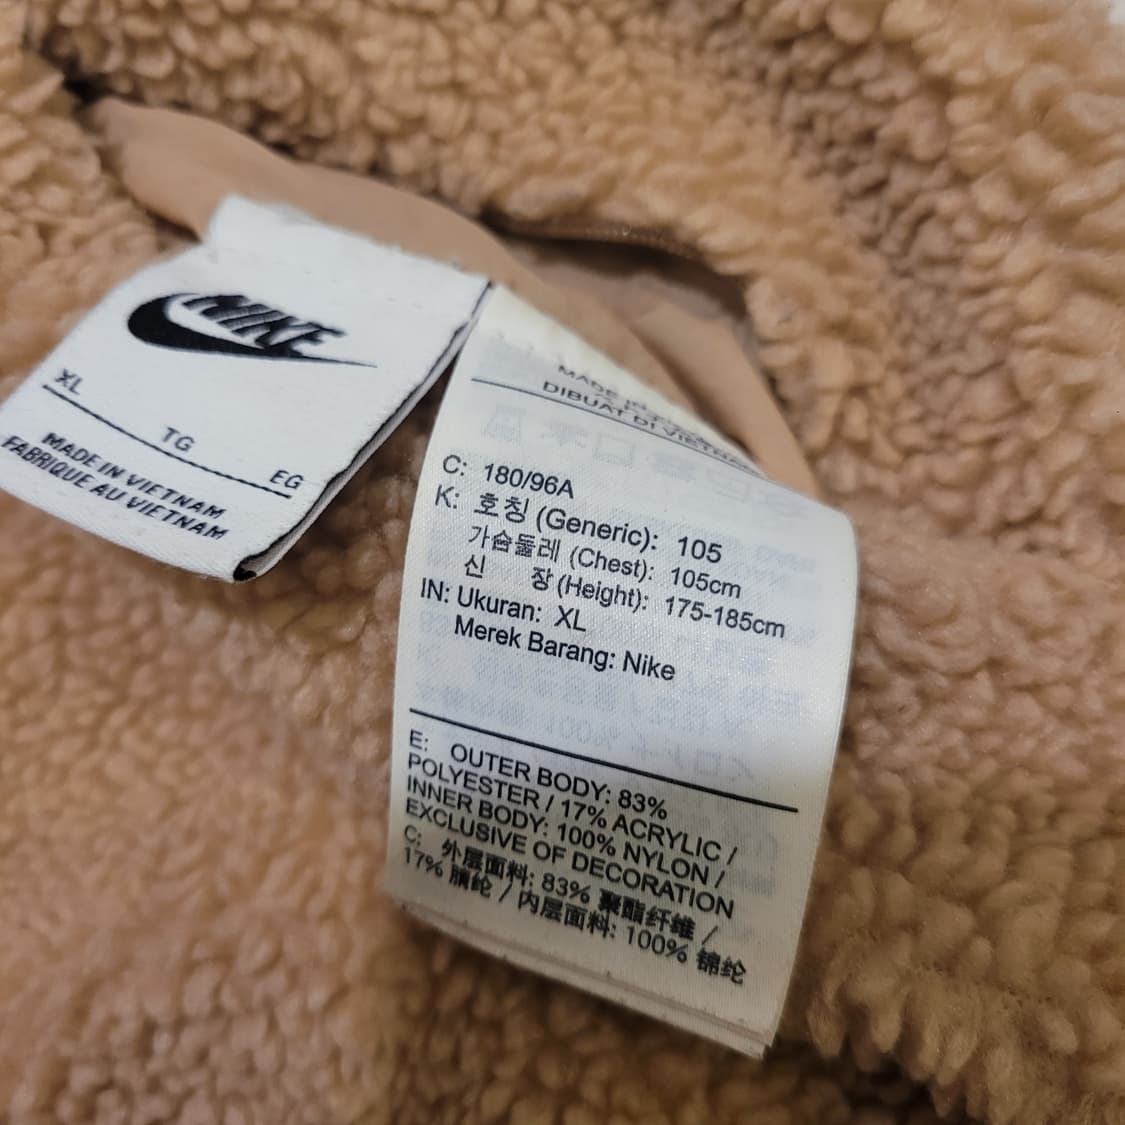 NIKE
XL
TG
EG
MADE IN VIETNAM
FABRIQUE AU VIETNAM
MADE IN
DIBUAT DI VIETNAM
C: 180/96A
K: 호칭 (Generic): 105
가슴둘레 (Chest): 105cm
신 장 (Height): 175-185cm
IN: Ukuran: XL
Merek Barang: Nike
E: OUTER BODY: 83%
POLYESTER / 17% ACRYLIC /
INNER BODY: 100% NYLON /
EXCLUSIVE OF DECORATION
C: 外层面料: 83% 聚酯纤维 /
17% 腈纶 / 内层面料: 100% 锦纶